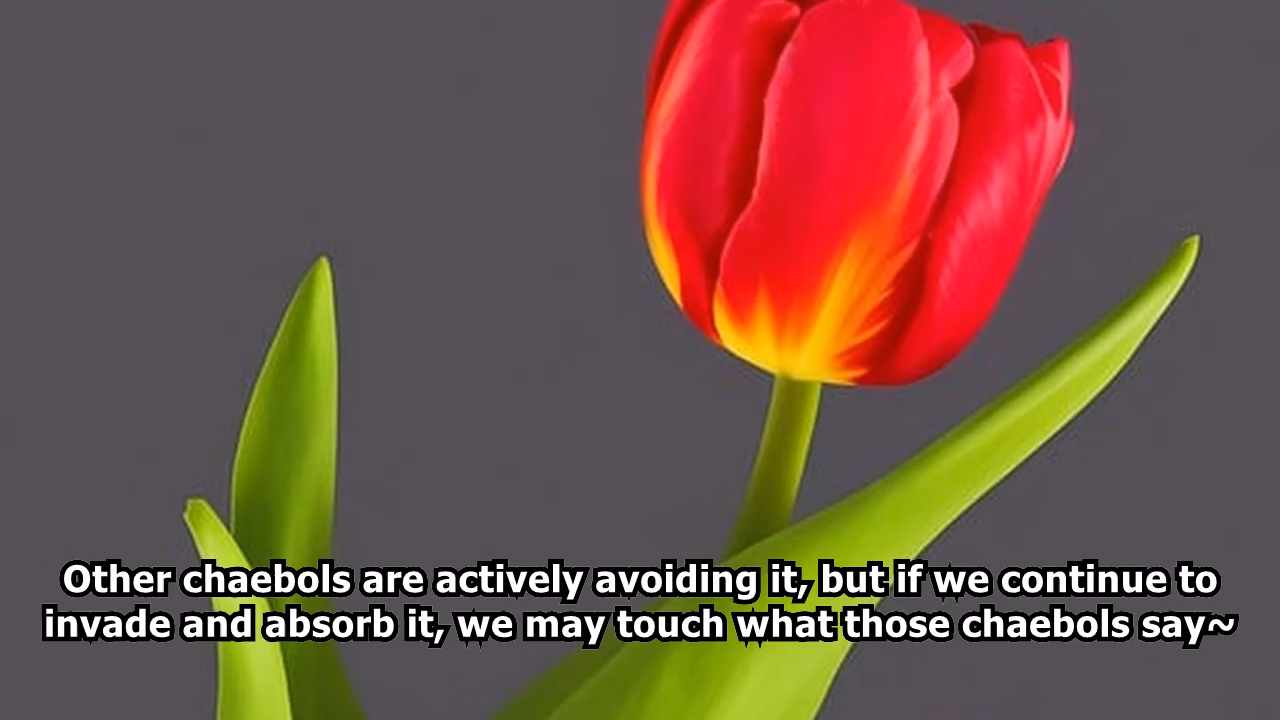 Other chaebols are actively avoiding it, but if we continue to
invade and absorb it, we may touch what those chaebols say~